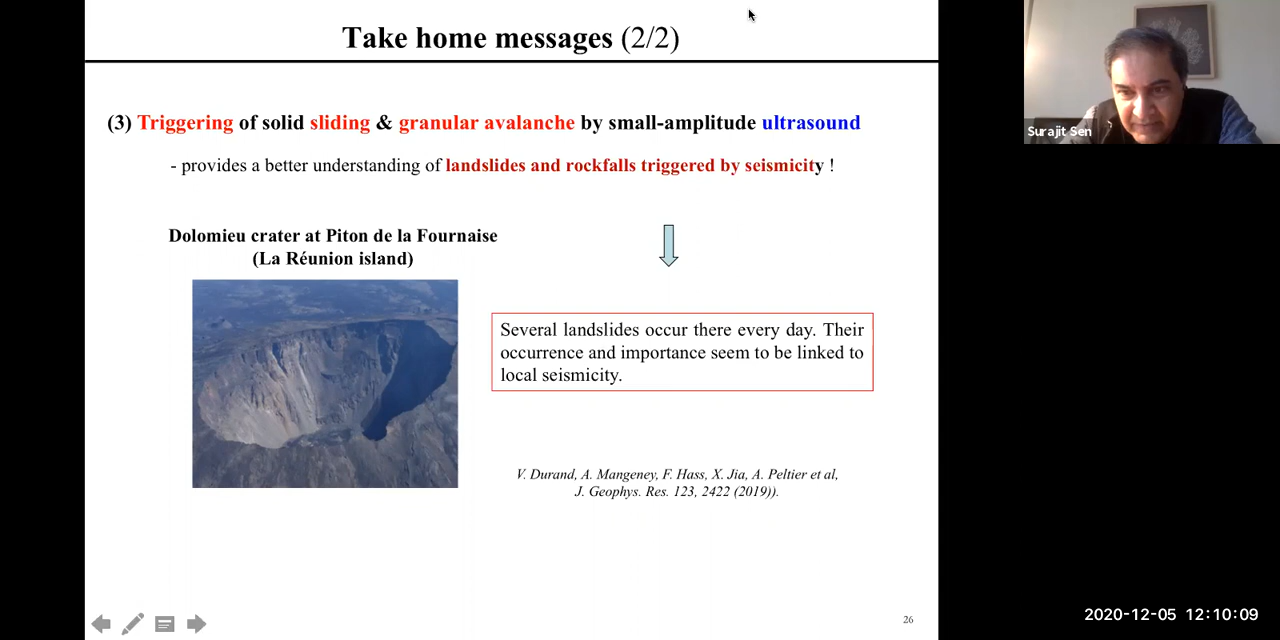 Take home messages (2/2)
(3) Triggering of solid sliding & granular avalanche by small-amplitude ultrasound
- provides a better understanding of landslides and rockfalls triggered by seismicity !
Dolomieu crater at Piton de la Fournaise
(La Réunion island)
Several landslides occur there every day. Their
occurrence and importance seem to be linked to
local seismicity.
V. Durand, A. Mangeney, F. Hass, X. Jia, A. Peltier et al,
J. Geophys. Res. 123, 2422 (2019)).
26
Surajit Sen
2020-12-05 12:10:09